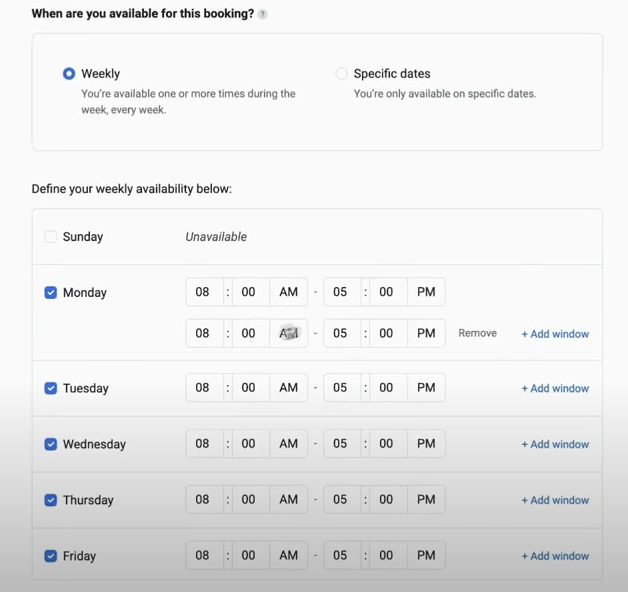 When are you available for this booking? ?
Weekly
You're available one or more times during the
week, every week.
Specific dates
You're only available on specific dates.
Define your weekly availability below:
Sunday Unavailable
Monday 08 : 00 AM - 05 : 00 PM
08 : 00 AM - 05 : 00 PM Remove + Add window
Tuesday 08 : 00 AM - 05 : 00 PM + Add window
Wednesday 08 : 00 AM - 05 : 00 PM + Add window
Thursday 08 : 00 AM - 05 : 00 PM + Add window
Friday 08 : 00 AM - 05 : 00 PM + Add window